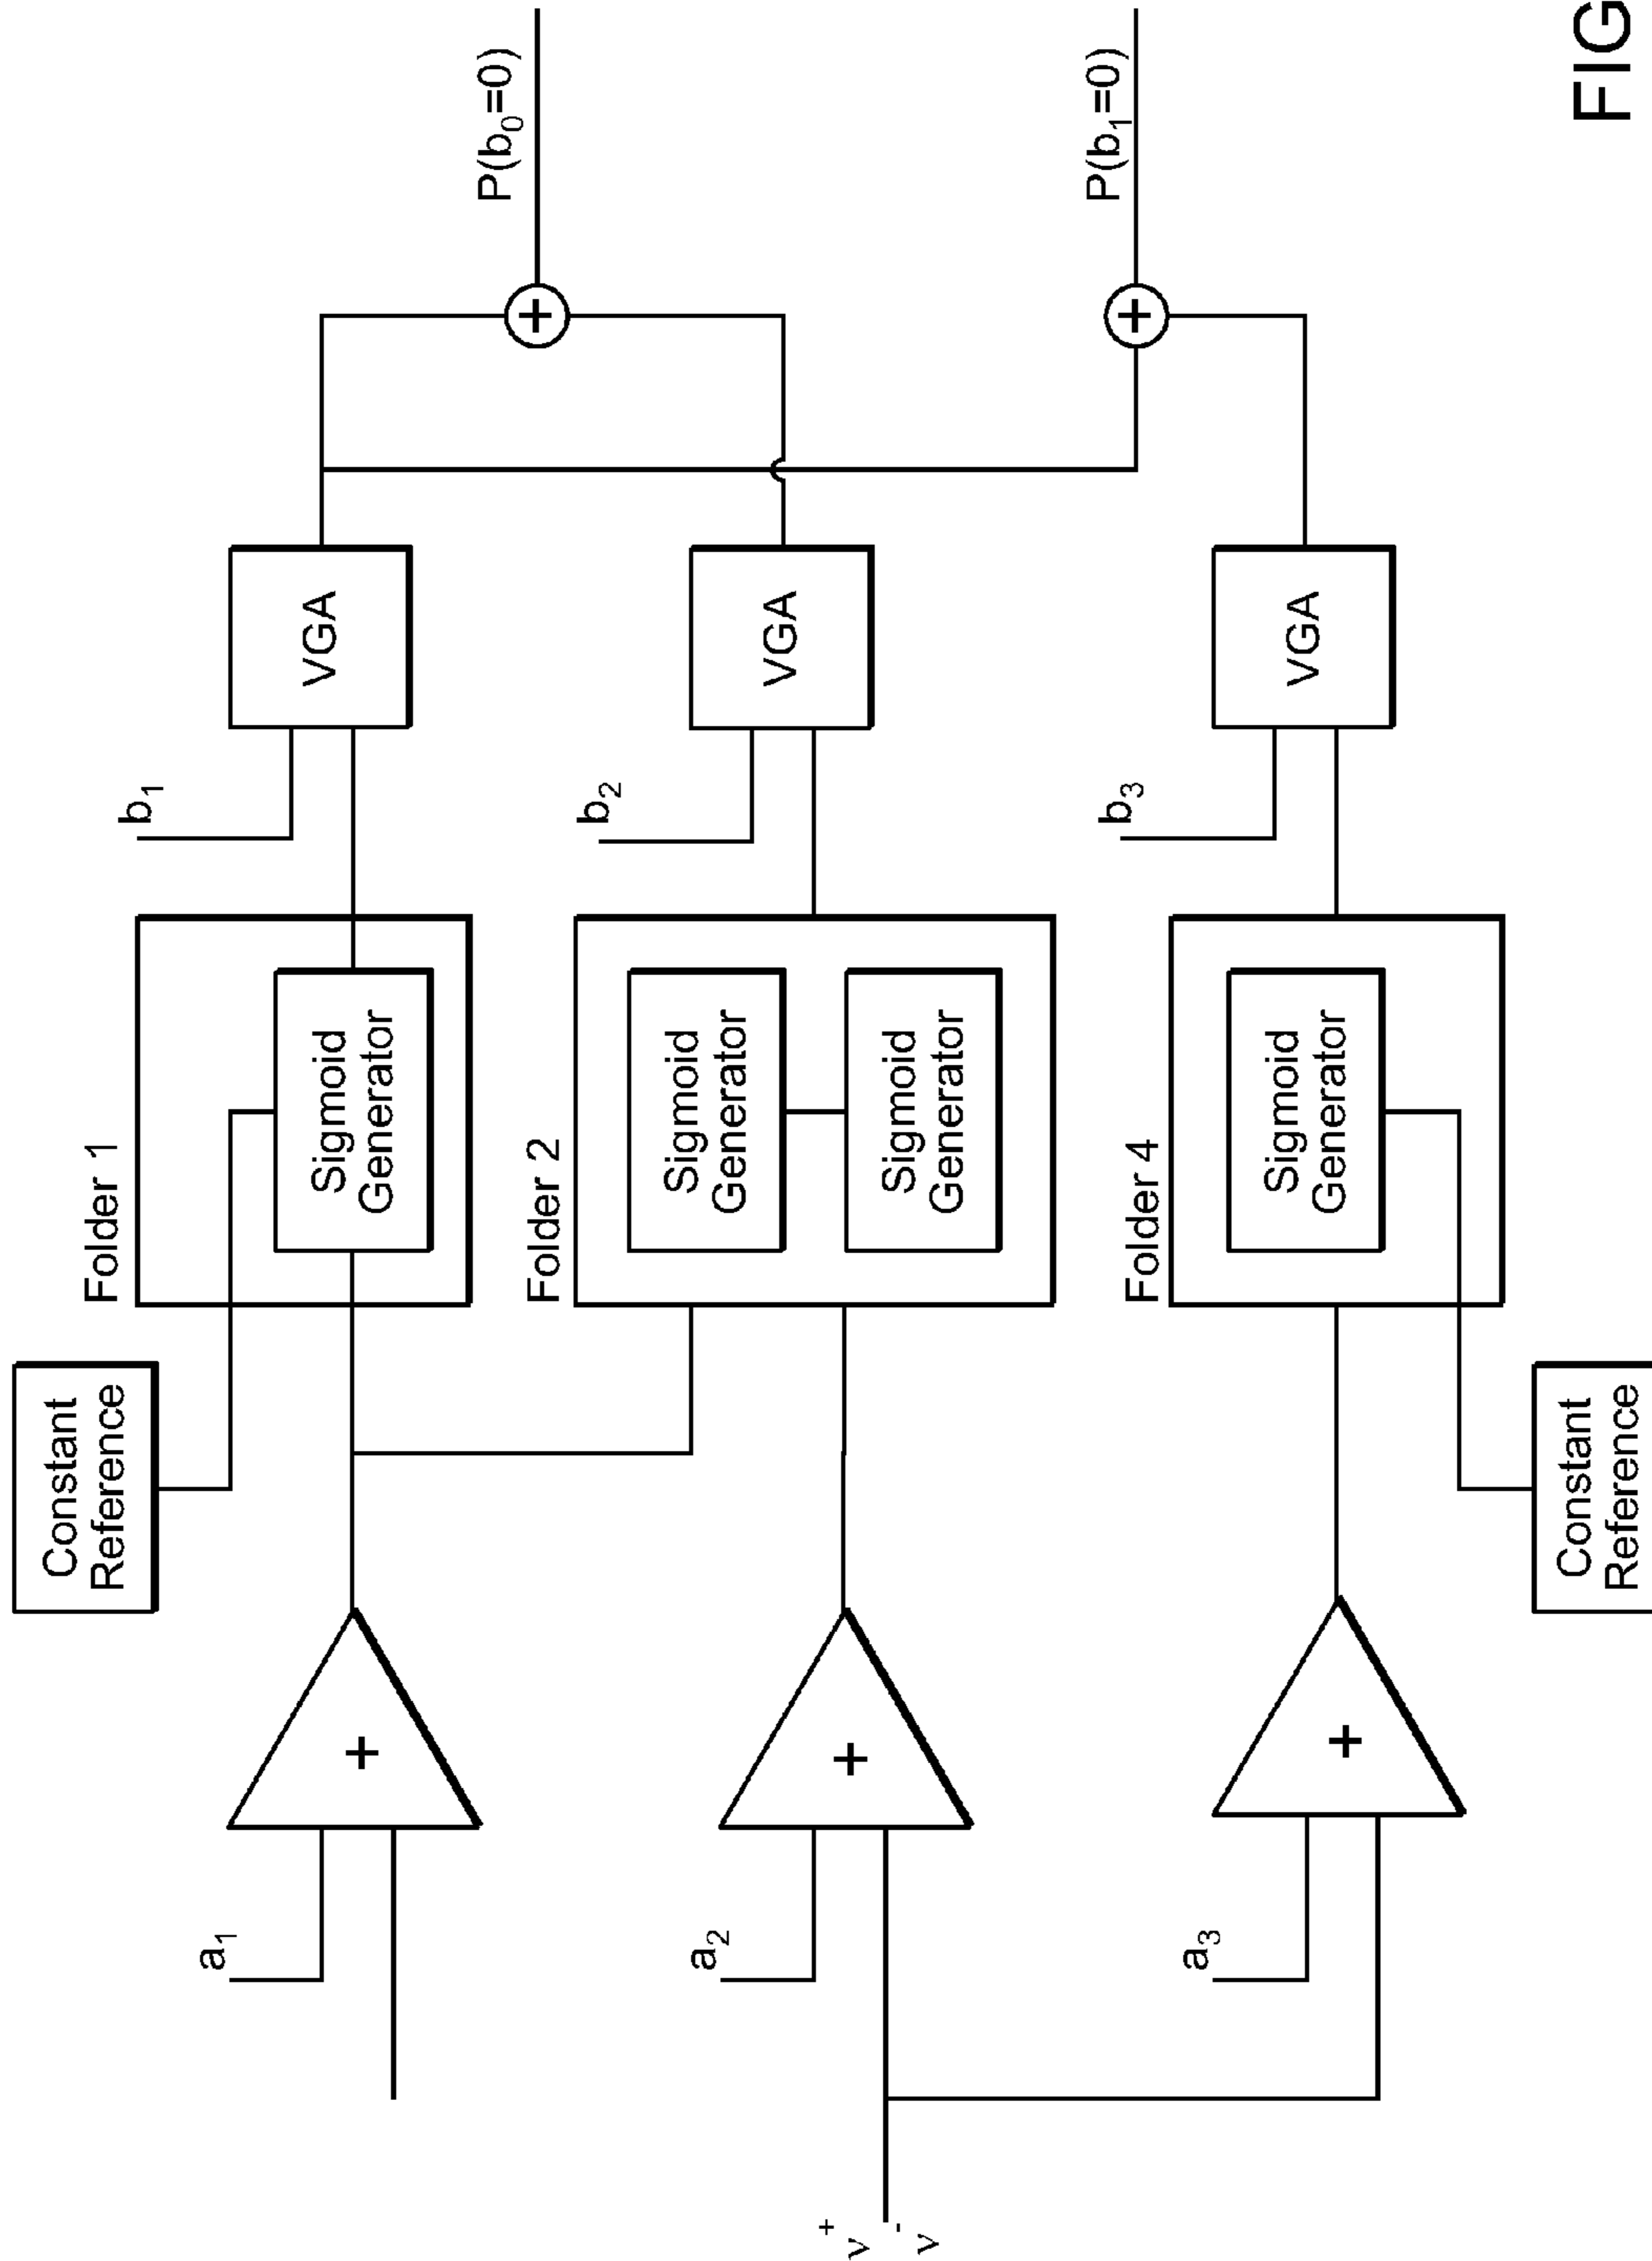 Constant
Reference
Folder 1
Sigmoid
Generator
a₁
+
b₁
VGA
Folder 2
Sigmoid
Generator
Sigmoid
Generator
v⁺
v⁻
a₂
+
b₂
VGA
+
P(b₀=0)
Folder 4
Sigmoid
Generator
a₃
+
b₃
VGA
+
P(b₁=0)
Constant
Reference
FIG